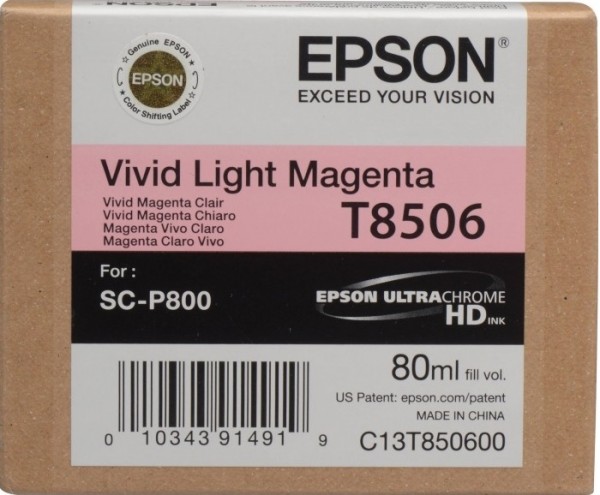 Genuine EPSON
EPSON
Color Shifting Label
EPSON®
EXCEED YOUR VISION
Vivid Light Magenta
Vivid Magenta Clair
Vivid Magenta Chiaro
Magenta Vivo Claro
Magenta Claro Vivo
T8506
For :
SC-P800
EPSON ULTRACHROME
HD INK
80ml fill vol.
US Patent: epson.com/patent
MADE IN CHINA
0 10343 91491 9
C13T850600